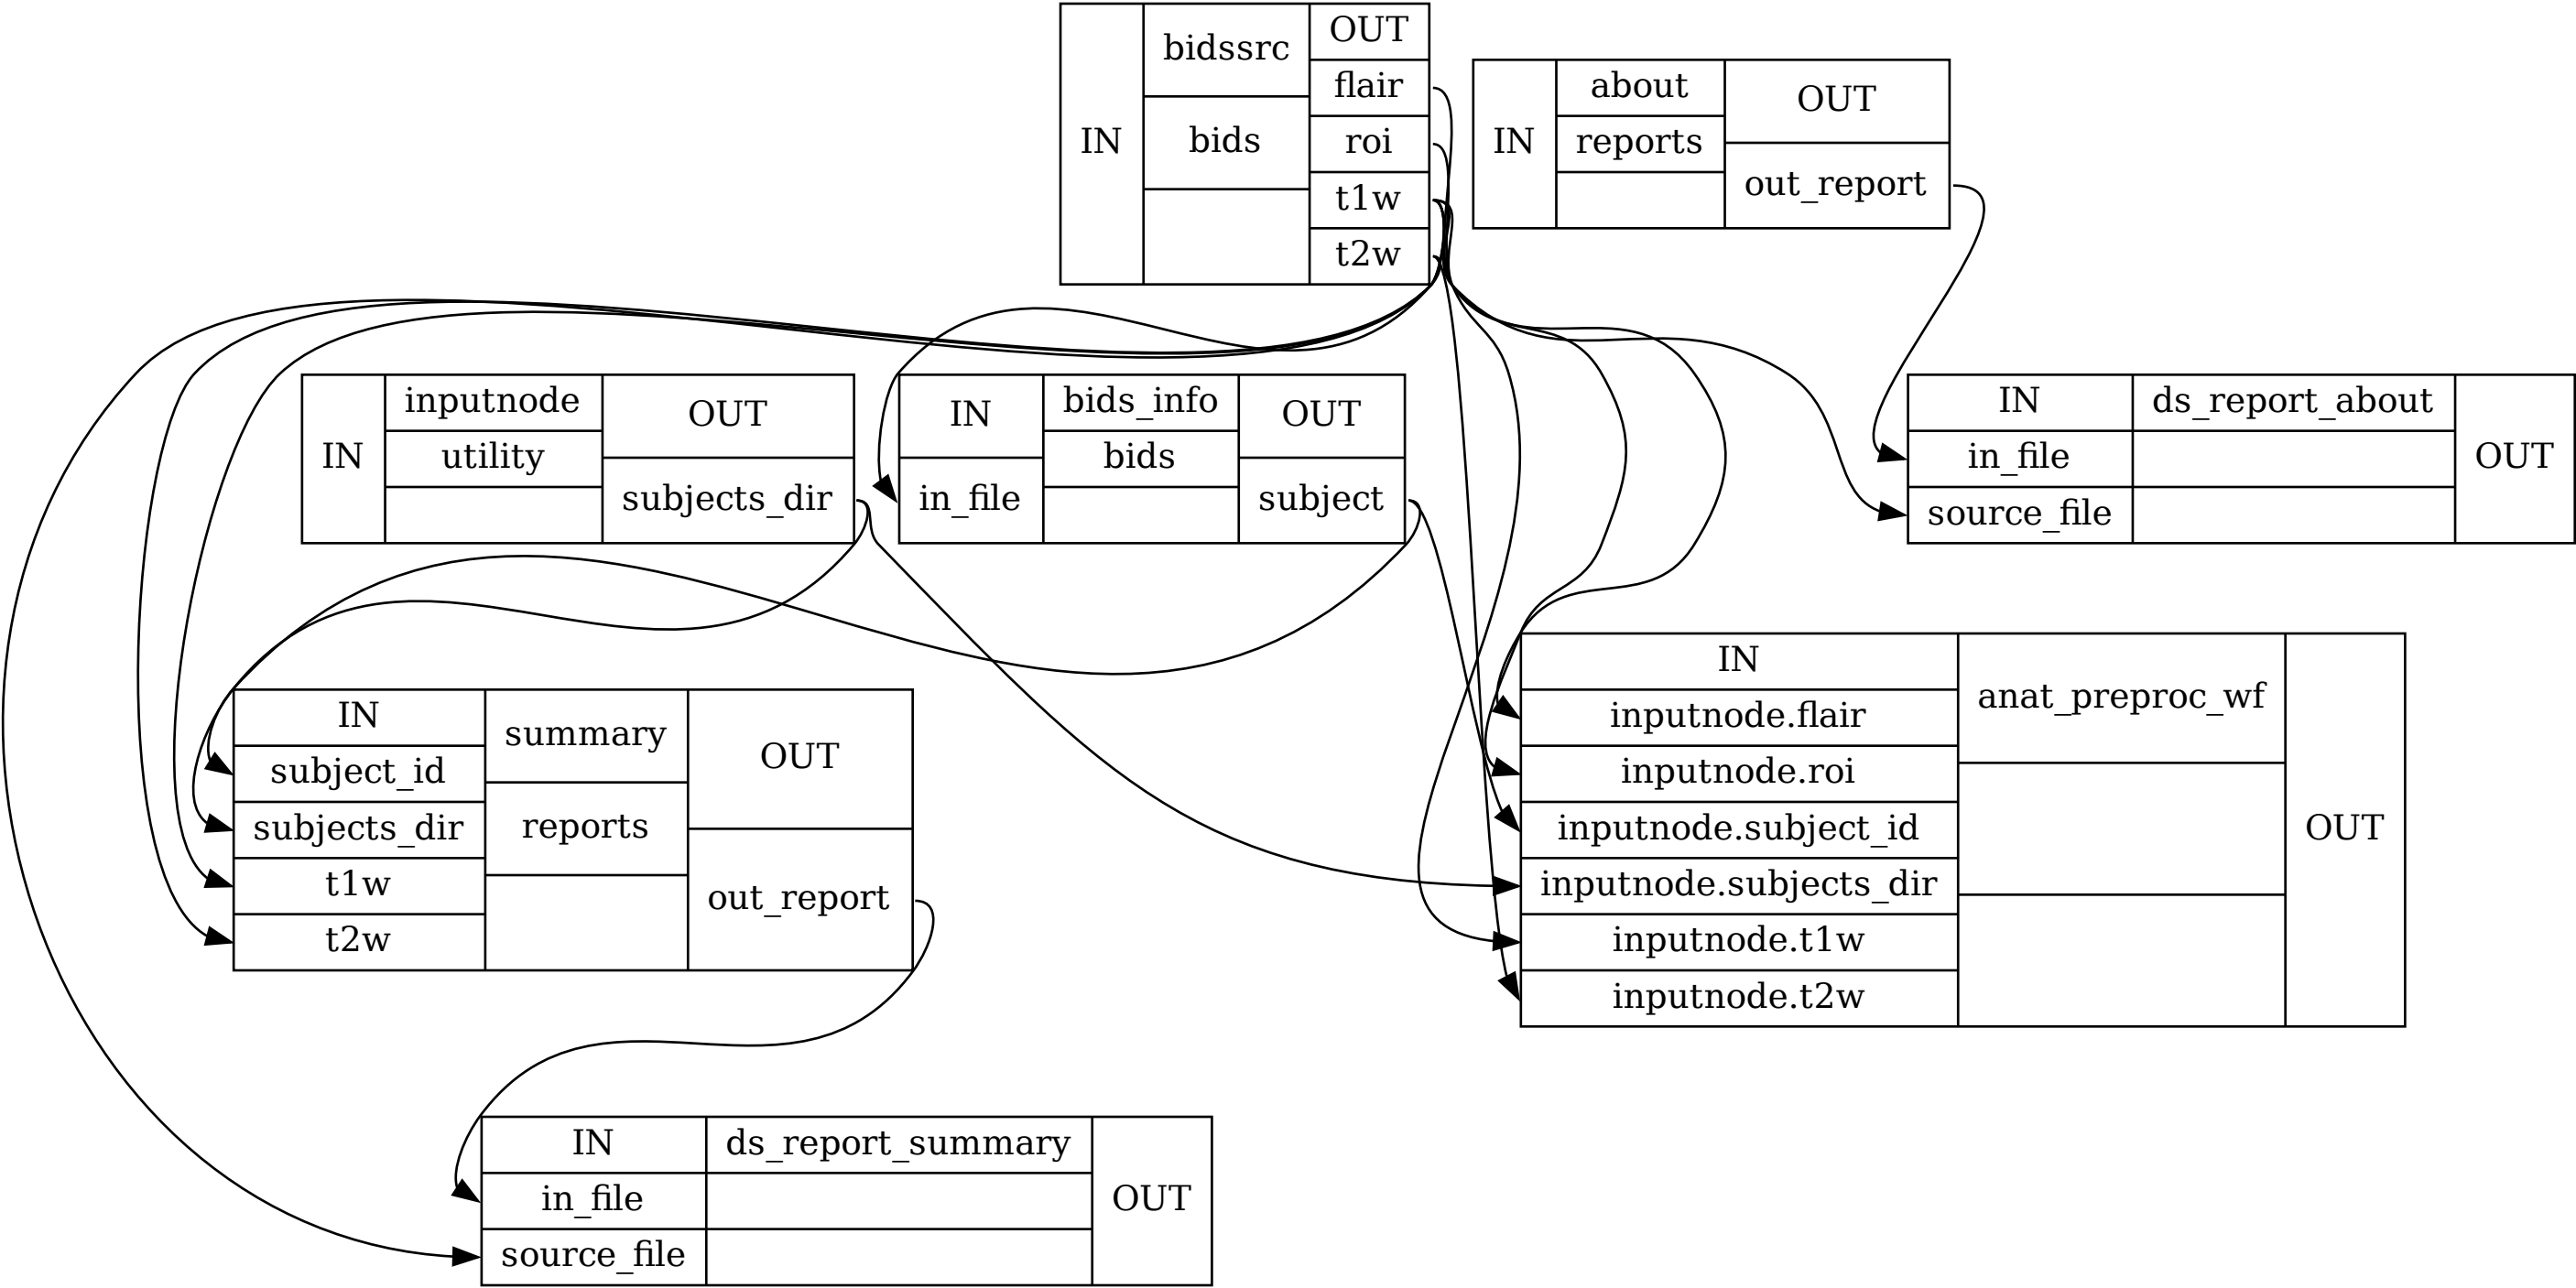 IN
bidssrc
bids
OUT
flair
roi
t1w
t2w
IN
about
reports
OUT
out_report
IN
inputnode
utility
OUT
subjects_dir
IN
in_file
bids_info
bids
OUT
subject
IN
in_file
source_file
ds_report_about
OUT
IN
subject_id
subjects_dir
t1w
t2w
summary
reports
OUT
out_report
IN
inputnode.flair
inputnode.roi
inputnode.subject_id
inputnode.subjects_dir
inputnode.t1w
inputnode.t2w
anat_preproc_wf
OUT
IN
in_file
source_file
ds_report_summary
OUT